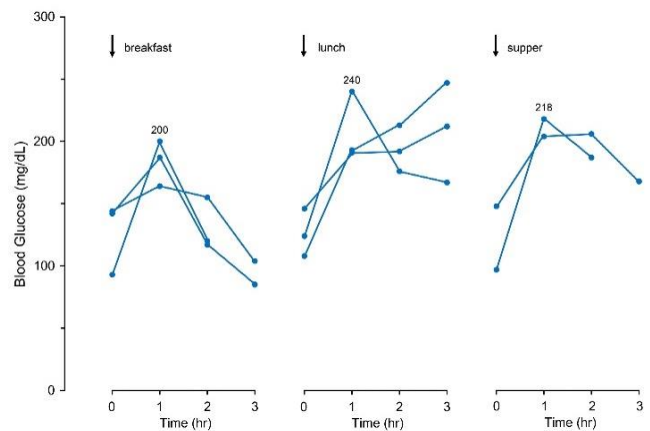 300
breakfast
lunch
supper
240
218
200
200
Blood Glucose (mg/dL)
100
0
0 1 2 3
0 1 2 3
0 1 2 3
Time (hr)
Time (hr)
Time (hr)